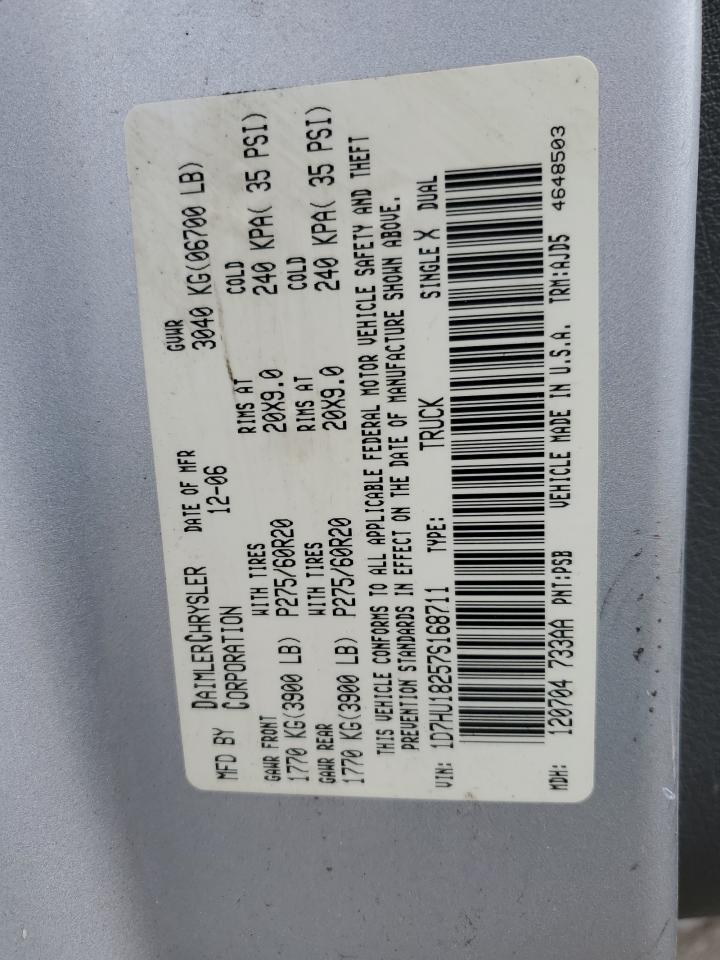 MFD BY DAIMLERCHRYSLER CORPORATION DATE OF MFR 12-06 GVWR 3040 KG(06700 LB)
GAWR FRONT WITH TIRES RIMS AT COLD
1770 KG(3900 LB) P275/60R20 20X9.0 240 KPA( 35 PSI)
GAWR REAR WITH TIRES RIMS AT COLD
1770 KG(3900 LB) P275/60R20 20X9.0 240 KPA( 35 PSI)
THIS VEHICLE CONFORMS TO ALL APPLICABLE FEDERAL MOTOR VEHICLE SAFETY AND THEFT
PREVENTION STANDARDS IN EFFECT ON THE DATE OF MANUFACTURE SHOWN ABOVE.
VIN: 1D7HU18257S168711 TYPE: TRUCK SINGLE X DUAL
MDH: 120704 733AA PNT:PSB VEHICLE MADE IN U.S.A. TRM:AJD5 4648503